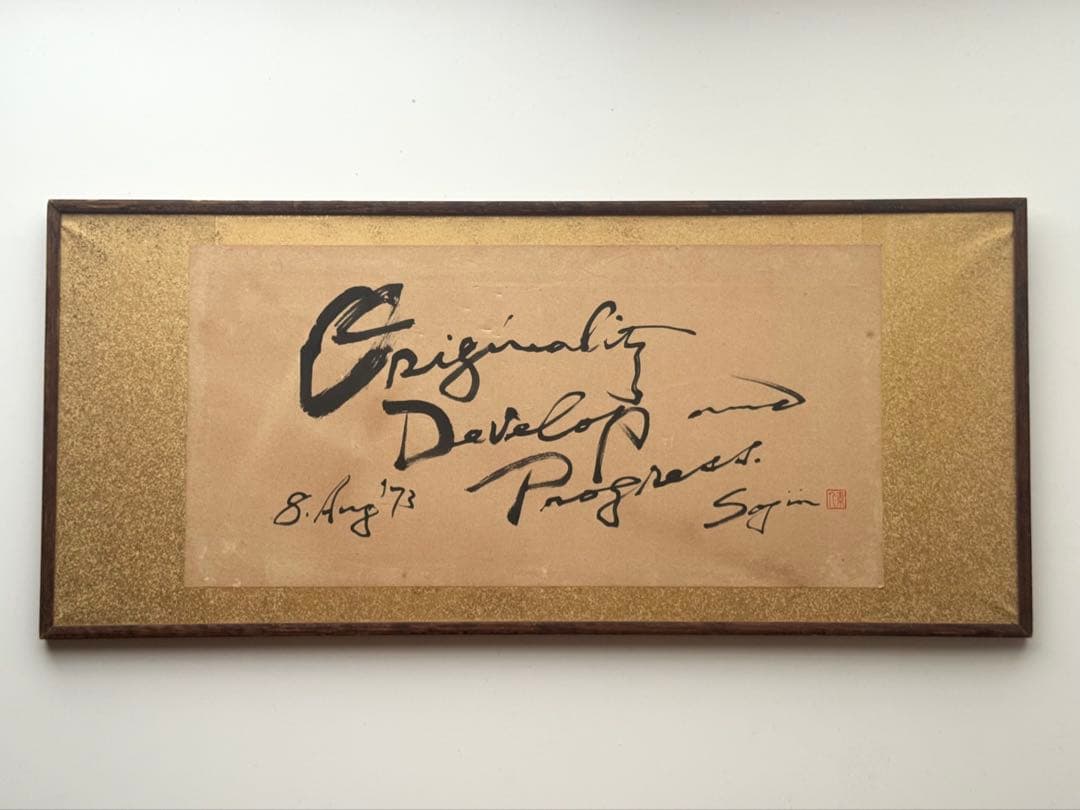 Originality
Develop and
Progress.
8. Aug '73
Sojin